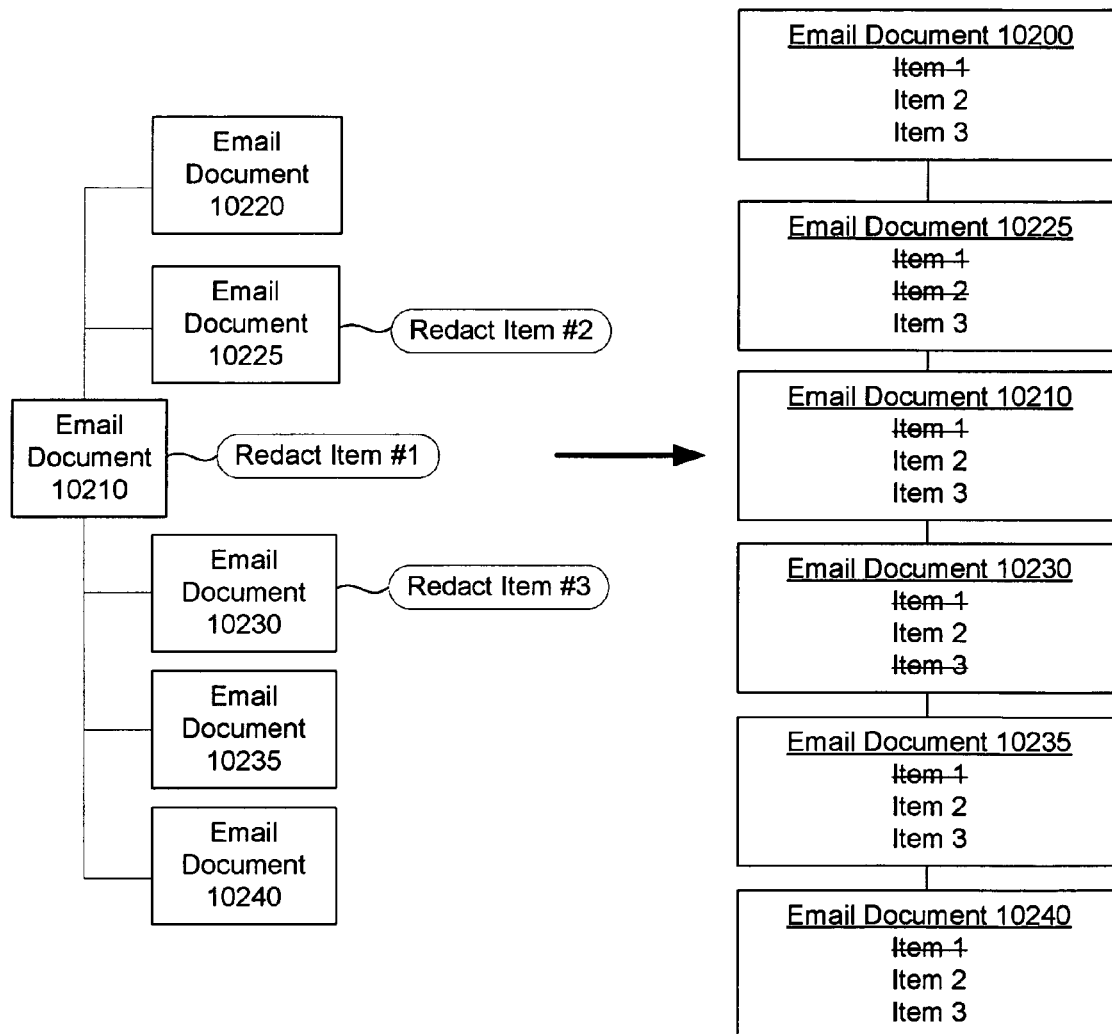 Email
Document
10220
Email
Document
10225
Redact Item #2
Email
Document
10210
Redact Item #1
Email
Document
10230
Redact Item #3
Email
Document
10235
Email
Document
10240
Email Document 10200
Item 1
Item 2
Item 3
Email Document 10225
Item 1
Item 2
Item 3
Email Document 10210
Item 1
Item 2
Item 3
Email Document 10230
Item 1
Item 2
Item 3
Email Document 10235
Item 1
Item 2
Item 3
Email Document 10240
Item 1
Item 2
Item 3